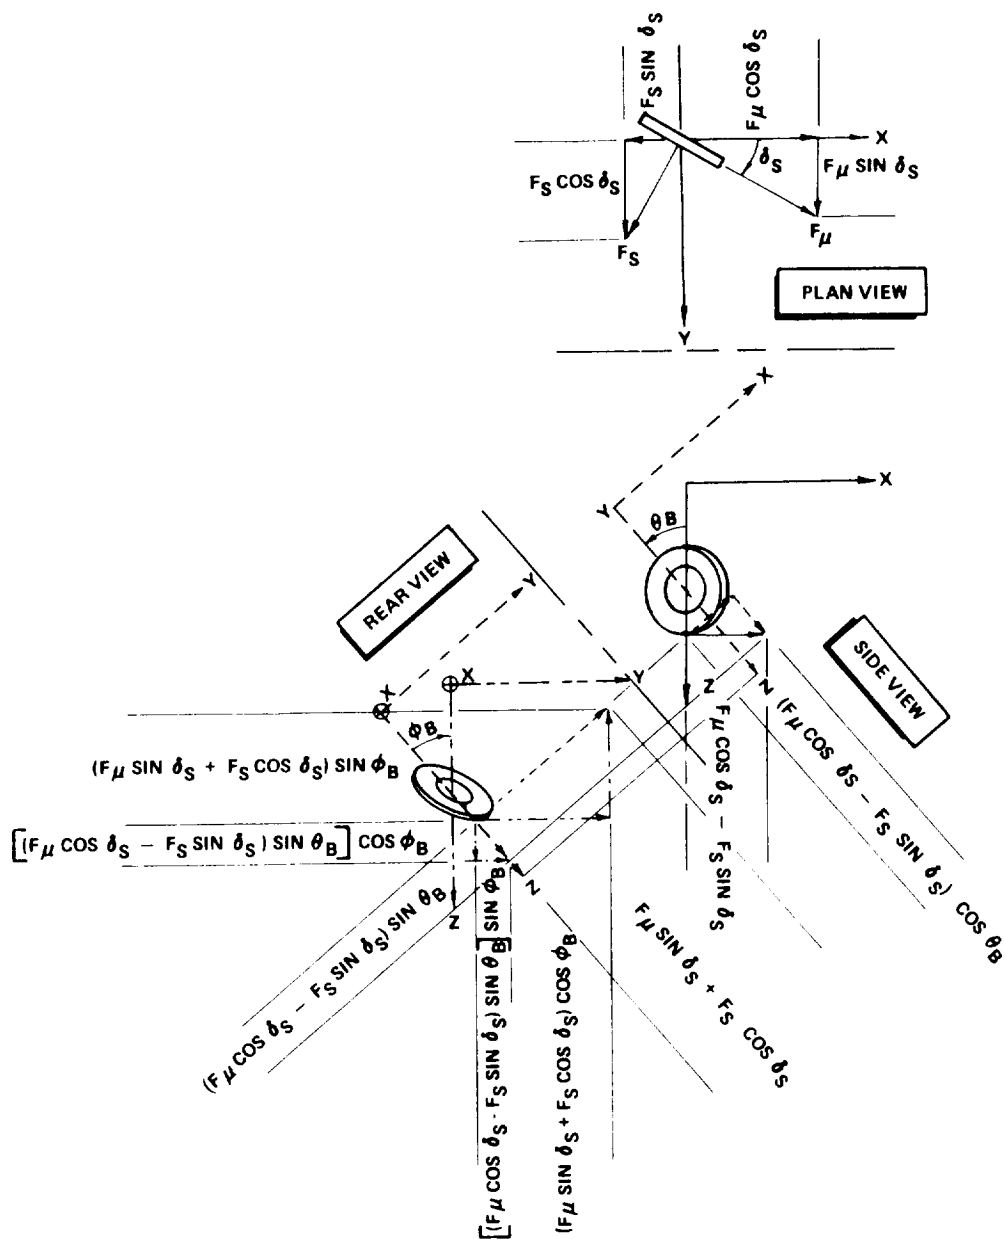 F_S SIN δ_S
F_μ COS δ_S
X
δ_S
F_S COS δ_S
F_μ SIN δ_S
F_μ
F_S
PLAN VIEW
Y
X
X
Y
θ_B
REAR VIEW
Y
SIDE VIEW
X
Y
X
Z
Z
φ_B
(F_μ SIN δ_S + F_S COS δ_S) SIN φ_B
[(F_μ COS δ_S - F_S SIN δ_S) SIN θ_B] COS φ_B
Z
Z
(F_μ COS δ_S - F_S SIN δ_S) SIN θ_B
[(F_μ COS δ_S - F_S SIN δ_S) SIN θ_B] SIN φ_B
(F_μ SIN δ_S + F_S COS δ_S) COS φ_B
F_μ SIN δ_S + F_S COS δ_S
F_μ COS δ_S - F_S SIN δ_S
(F_μ COS δ_S - F_S SIN δ_S) COS θ_B